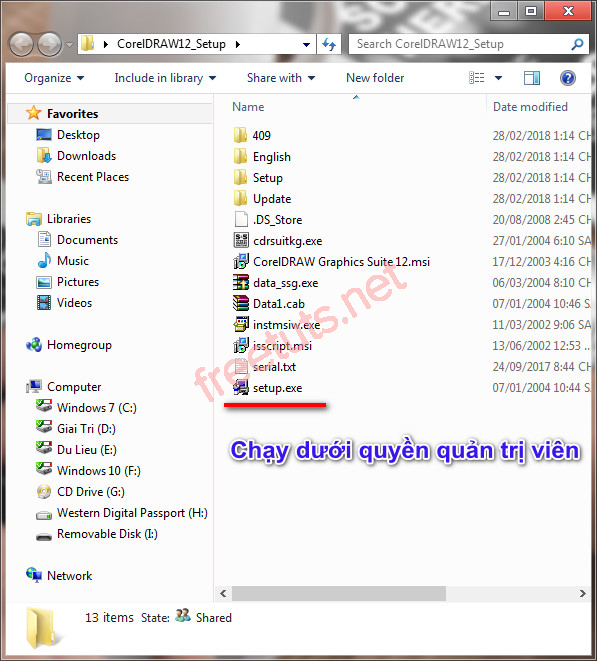 CorelDRAW12_Setup
Search CorelDRAW12_Setup
Organize Include in library Share with New folder
Favorites
Desktop
Downloads
Recent Places
Libraries
Documents
Music
Pictures
Videos
Homegroup
Computer
Windows 7 (C:)
Giai Tri (D:)
Du Lieu (E:)
Windows 10 (F:)
CD Drive (G:)
Western Digital Passport (H:)
Removable Disk (I:)
Network
Name Date modified
409 28/02/2018 1:14 CH
English 28/02/2018 1:14 CH
Setup 28/02/2018 1:14 CH
Update 28/02/2018 1:14 CH
.DS_Store 20/08/2008 2:45 CH
cdrsuitkg.exe 27/01/2004 6:10 SA
CorelDRAW Graphics Suite 12.msi 17/12/2003 4:16 CH
data_ssg.exe 06/03/2004 8:10 CH
Data1.cab 07/01/2004 10:46 SA
instmsiw.exe 11/03/2002 9:06 SA
isscript.msi 13/06/2002 12:53
serial.txt 24/09/2017 8:44 CH
setup.exe 07/01/2004 10:44 SA
freetuts.net
Chạy dưới quyền quản trị viên
13 items State: Shared